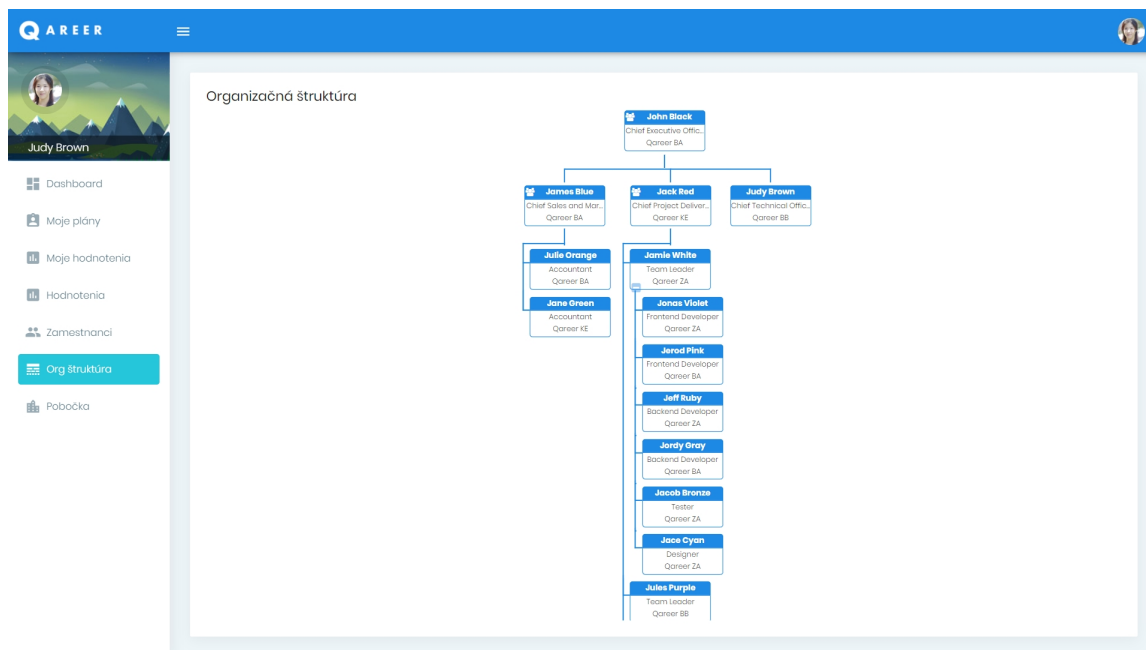 QAREER
Judy Brown
Dashboard
Moje plány
Moje hodnotenia
Hodnotenia
Zamestnanci
Org štruktúra
Pobočka
Organizačná štruktúra
John Black
Chief Executive Offic...
Qareer BA
James Blue
Chief Sales and Mar...
Qareer BA
Jack Red
Chief Project Deliver...
Qareer KE
Judy Brown
Chief Technical Offic...
Qareer BB
Julie Orange
Accountant
Qareer BA
Jane Green
Accountant
Qareer KE
Jamie White
Team Leader
Qareer ZA
Jonas Violet
Frontend Developer
Qareer ZA
Jerod Pink
Frontend Developer
Qareer BA
Jeff Ruby
Backend Developer
Qareer ZA
Jordy Gray
Backend Developer
Qareer BA
Jacob Bronze
Tester
Qareer ZA
Jace Cyan
Designer
Qareer ZA
Jules Purple
Team Leader
Qareer BB